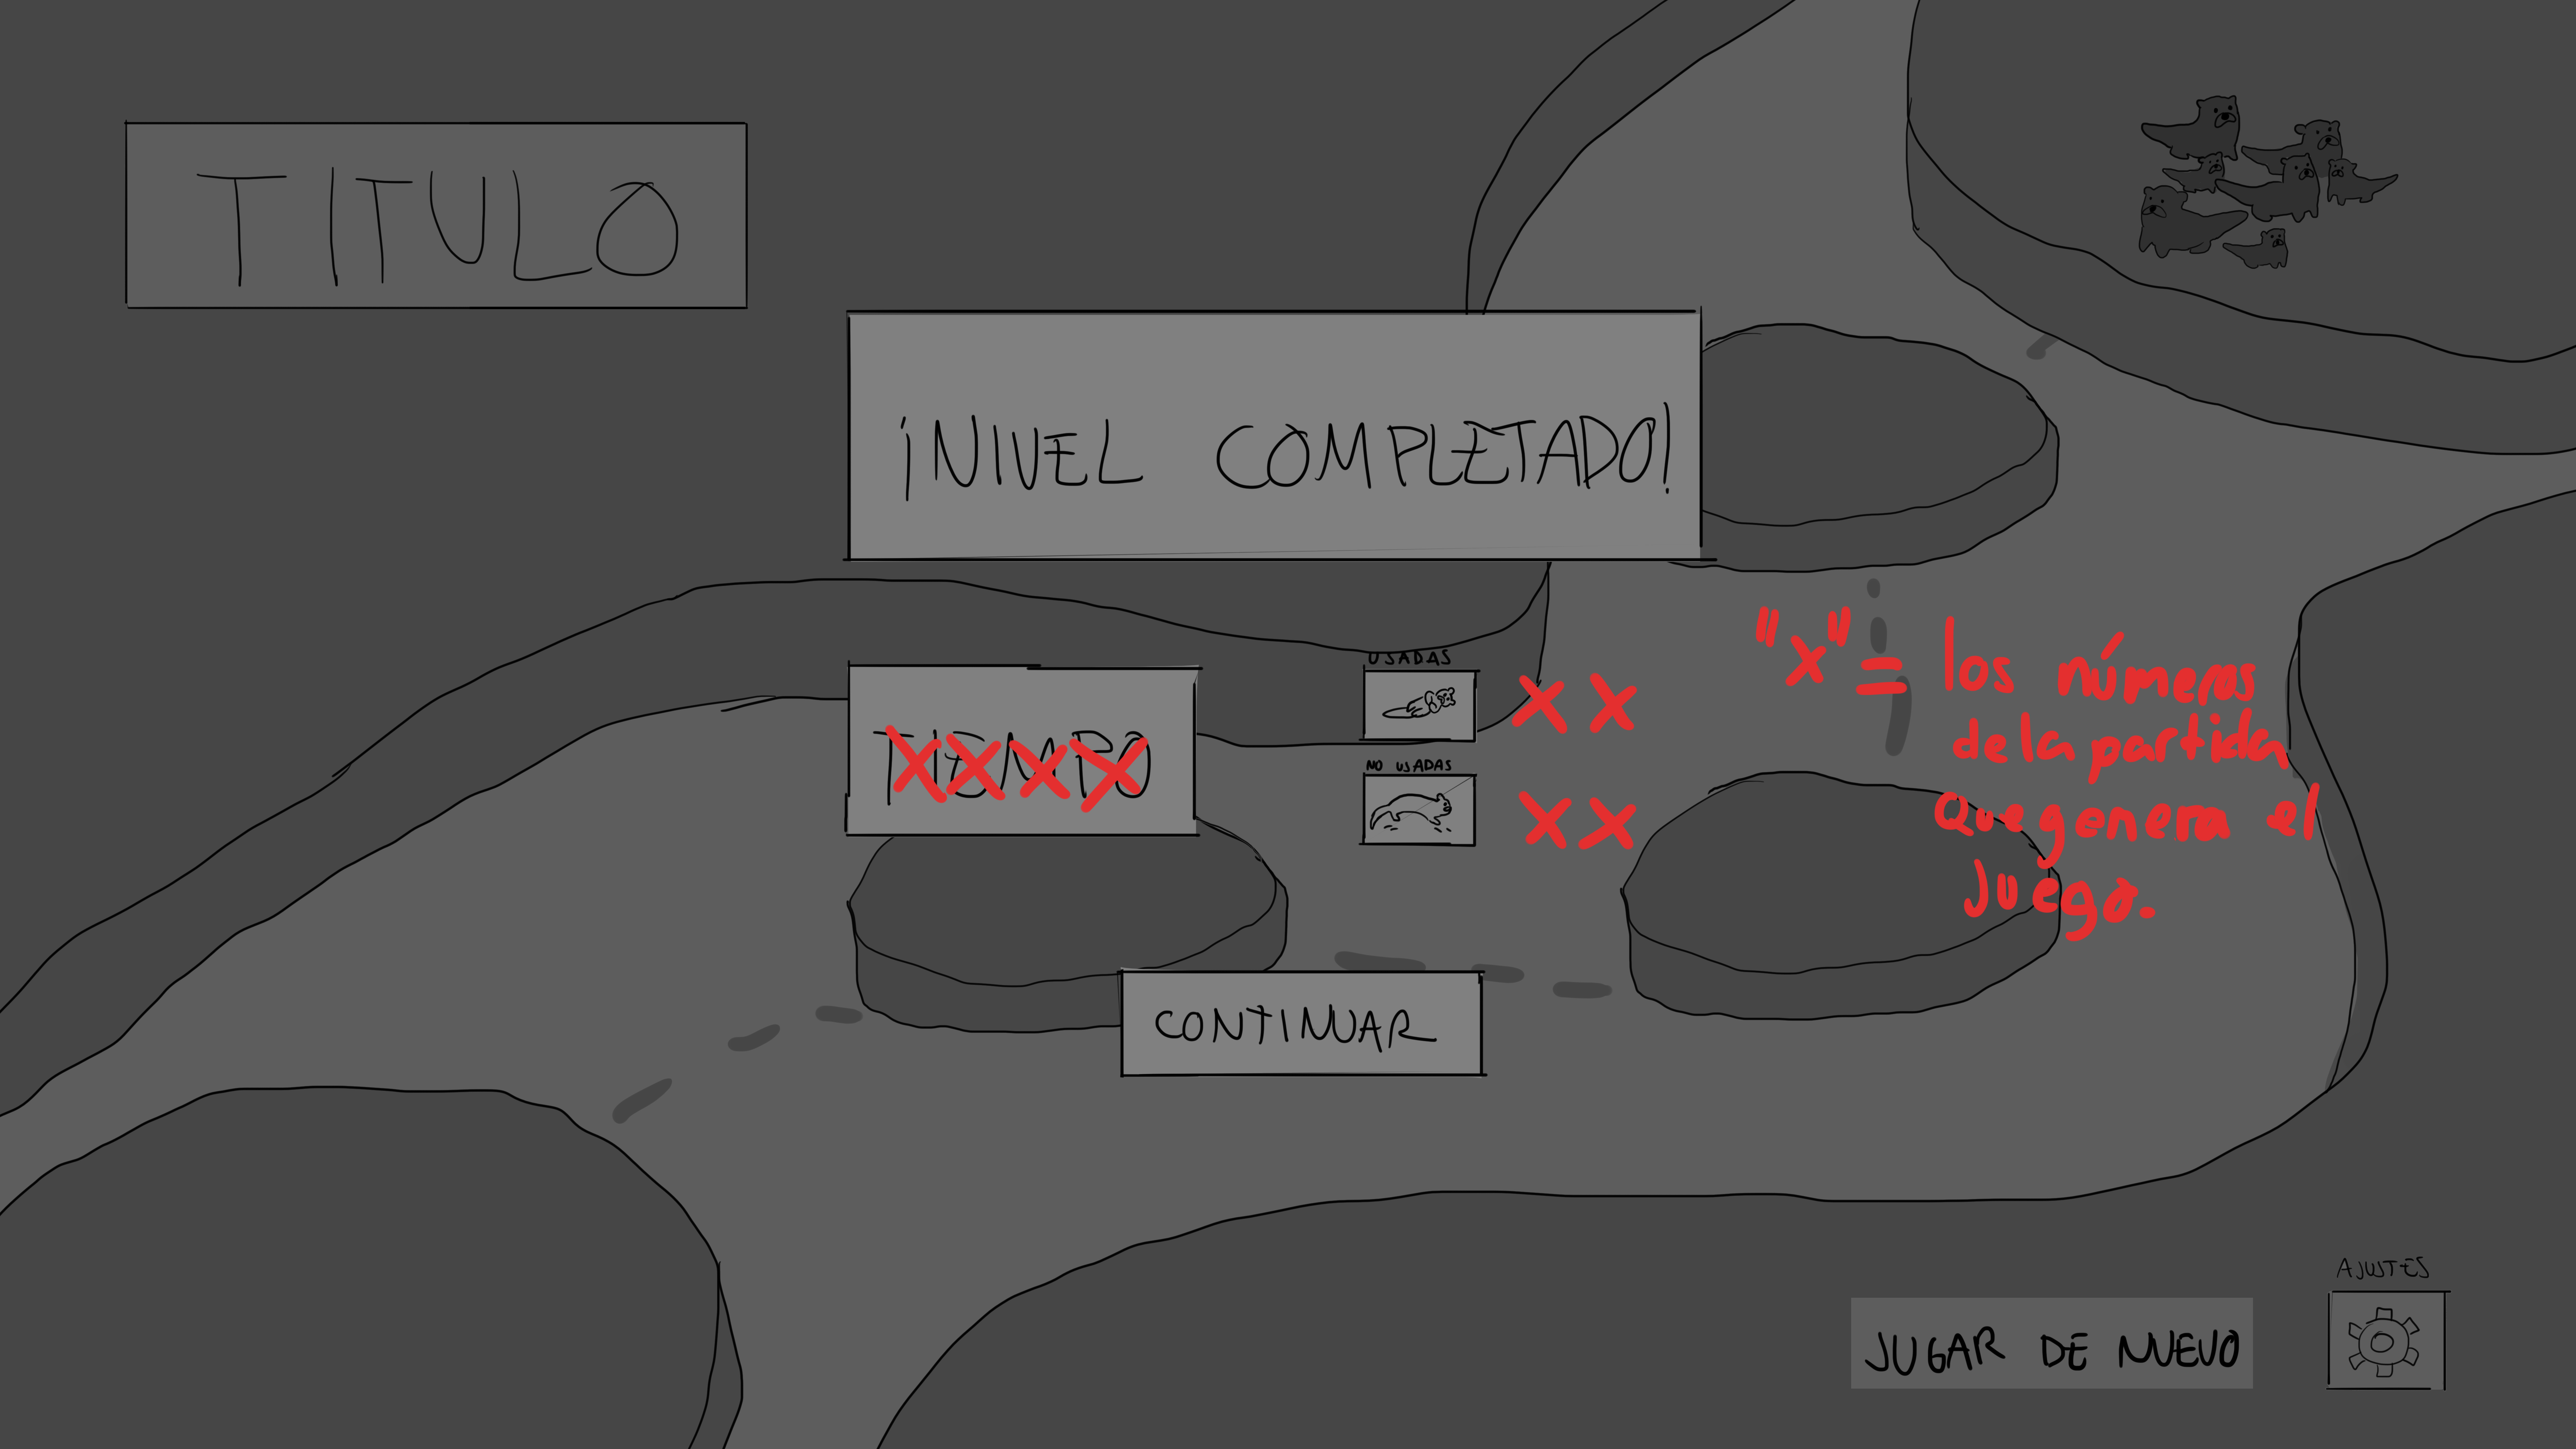 TITULO
¡NIVEL COMPLETADO!
USADAS
X X
TIEMPO
X X X X
NO USADAS
X X
"x" = los números
de la partida
que genera el
juego.
CONTINUAR
AJUSTES
JUGAR DE NUEVO